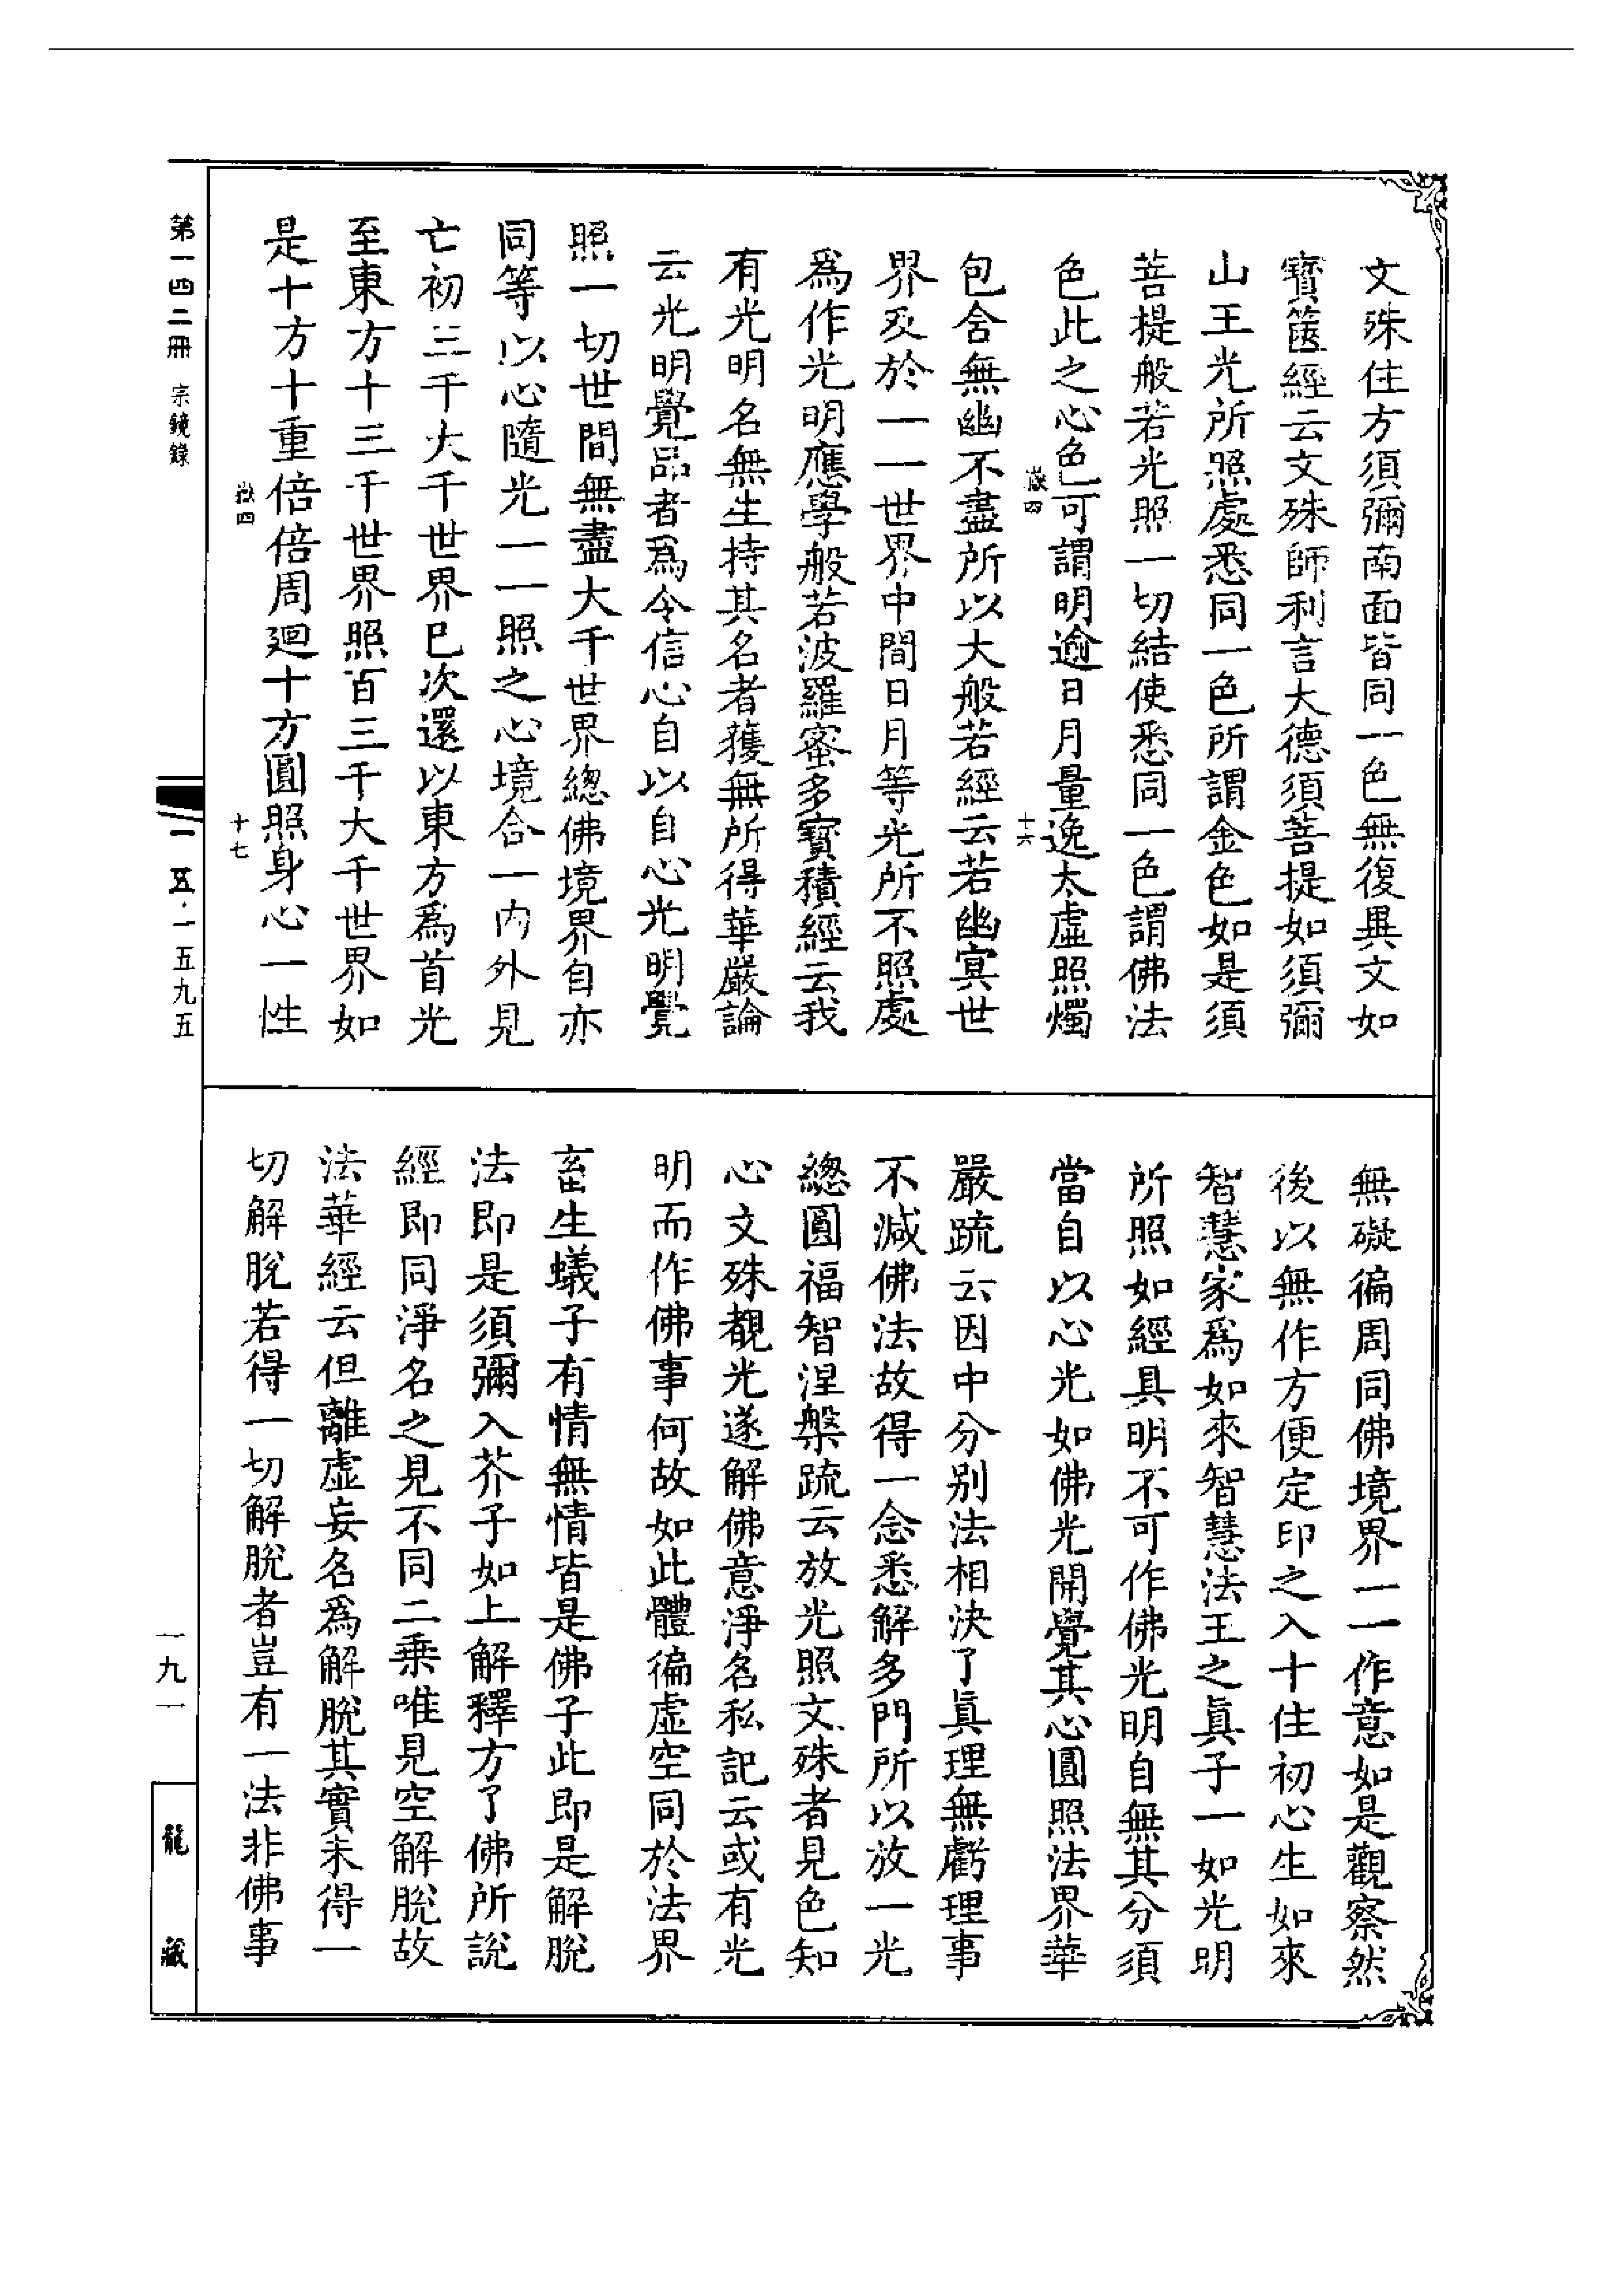 文殊住方須彌南面皆同一色無復異文如
寶篋經云文殊師利言大德須菩提如須彌
山王光所照處悉同一色所謂金色如是須
菩提般若光照一切結使悉同一色謂佛法
色此之心色可謂明逾日月量逸太虛照燭
嶽四
十六
包含無幽不盡所以大般若經云若幽冥世
界及於一一世界中間日月等光所不照處
為作光明應學般若波羅蜜多寶積經云我
有光明名無生持其名者獲無所得華嚴論
云光明覺品者為令信心自以自心光明覺
照一切世間無盡大千世界總佛境界自亦
同等以心隨光一一照之心境合一內外見
亡初三千大千世界已次還以東方為首光
至東方十三千世界照百三千大千世界如
是十方十重倍倍周迴十方圓照身心一性
嶽四
十七
無礙徧周同佛境界一一作意如是觀察然
後以無作方便定印之入十住初心生如來
智慧家為如來智慧法王之真子一如光明
所照如經具明不可作佛光明自無其分須
當自以心光如佛光開覺其心圓照法界華
嚴疏云因中分別法相決了真理無虧理事
不減佛法故得一念悉解多門所以放一光
總圓福智涅槃疏云放光照文殊者見色知
心文殊覩光遂解佛意淨名私記云或有光
明而作佛事何故如此體徧虛空同於法界
畜生蟻子有情無情皆是佛子此即是解脫
法即是須彌入芥子如上解釋方了佛所說
經即同淨名之見不同二乘唯見空解脫故
法華經云但離虛妄名為解脫其實未得一
切解脫若得一切解脫者豈有一法非佛事
第一四二冊 宗鏡錄
一五·一五九五
一九一
龍藏